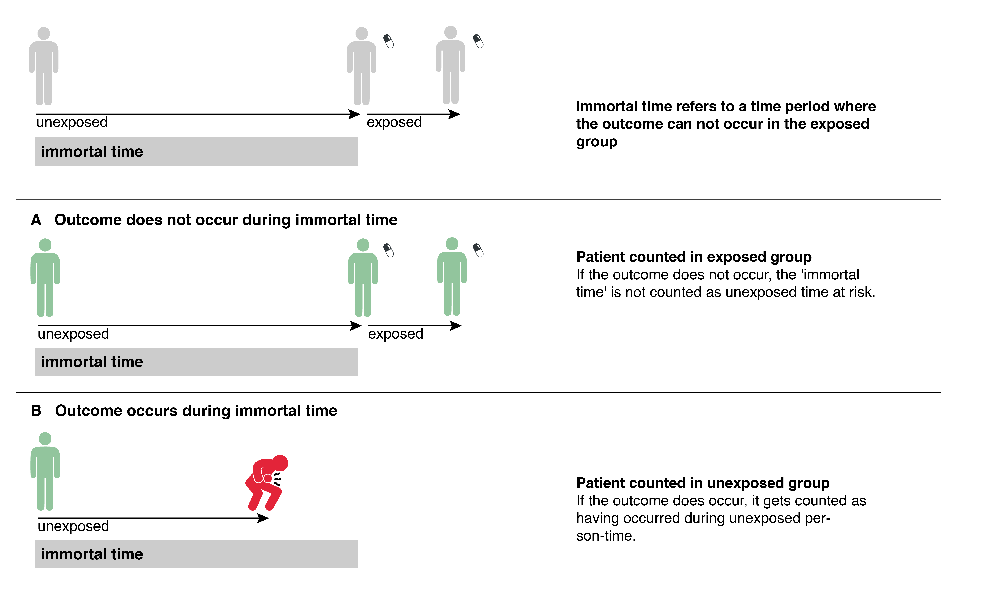 unexposed
exposed
immortal time
Immortal time refers to a time period where
the outcome can not occur in the exposed
group
A Outcome does not occur during immortal time
unexposed
exposed
immortal time
Patient counted in exposed group
If the outcome does not occur, the 'immortal
time' is not counted as unexposed time at risk.
B Outcome occurs during immortal time
unexposed
immortal time
Patient counted in unexposed group
If the outcome does occur, it gets counted as
having occurred during unexposed per-
son-time.